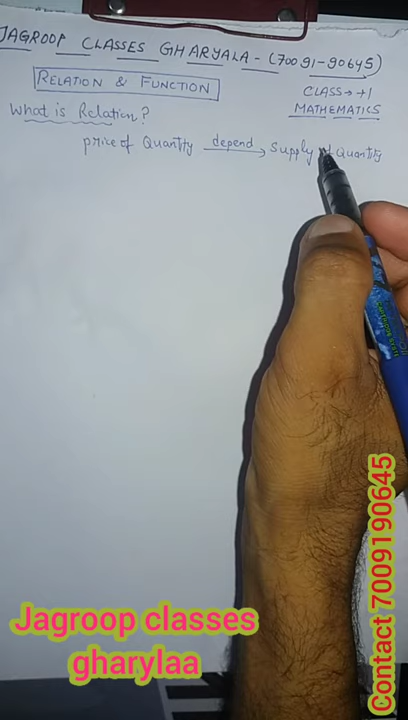 JAGROOP CLASSES GHARYALA - (70091-90645)
RELATION & FUNCTION
CLASS → +1
MATHEMATICS
What is Relation?
price of Quantity depend → Supply of Quantity
Contact 7009190645
Jagroop classes
gharylaa